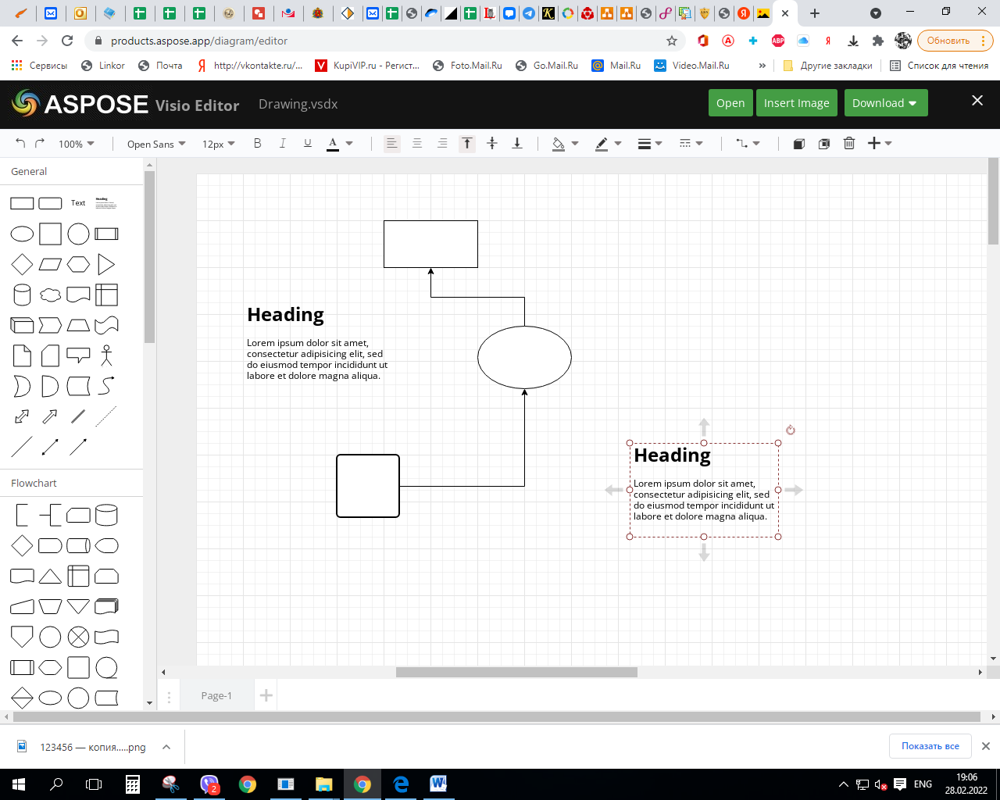 products.aspose.app/diagram/editor
Обновить
Сервисы
Linkor
Почта
http://vkontakte.ru/...
KupiVIP.ru - Регист...
Foto.Mail.Ru
Go.Mail.Ru
Mail.Ru
Video.Mail.Ru
»
Другие закладки
Список для чтения
ASPOSE Visio Editor
Drawing.vsdx
Open
Insert Image
Download
100%
Open Sans
12px
B
I
U
A
General
Text
Heading
Heading
Lorem ipsum dolor sit amet,
consectetur adipisicing elit, sed
do eiusmod tempor incididunt ut
labore et dolore magna aliqua.
Heading
Lorem ipsum dolor sit amet,
consectetur adipisicing elit, sed
do eiusmod tempor incididunt ut
labore et dolore magna aliqua.
Flowchart
Page-1
123456 — копия.....png
Показать все
2
ENG
19:06
28.02.2022